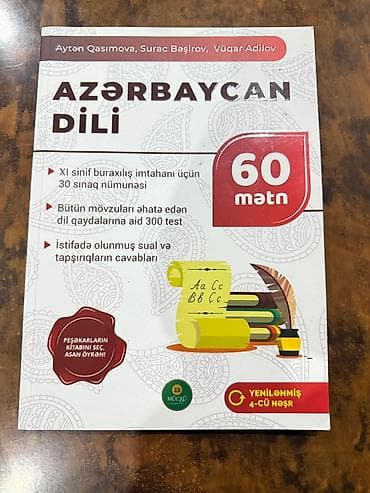 Aytən Qasımova, Surac Bəşirov, Vüqar Adilov
AZƏRBAYCAN
DİLİ
60
mətn
XI sinif buraxılış imtahanı üçün
30 sınaq nümunəsi
Bütün mövzuları əhatə edən
dil qaydalarına aid 300 test
İstifadə olunmuş sual və
tapşırıqların cavabları
Aa Cc
Bb Çç
PEŞƏKARLARIN
KİTABINI SEÇ,
ASAN ÖYRƏN!
MÜCRÜ
YENİLƏNMİŞ
4-CÜ NƏŞR